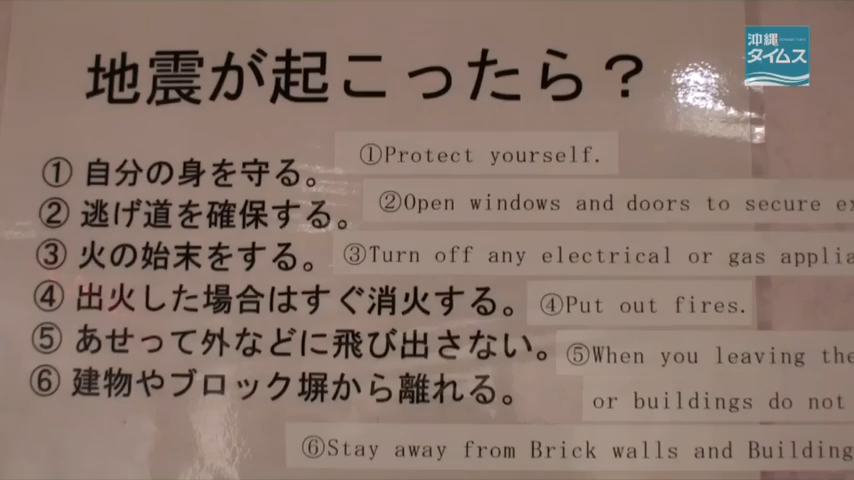 沖縄
タイムス
地震が起こったら？
① 自分の身を守る。
①Protect yourself.
② 逃げ道を確保する。
②Open windows and doors to secure
③ 火の始末をする。
③Turn off any electrical or gas
④ 出火した場合はすぐ消火する。
④Put out fires.
⑤ あせって外などに飛び出さない。
⑤When you leaving the
or buildings do not
⑥ 建物やブロック塀から離れる。
⑥Stay away from Brick walls and Building